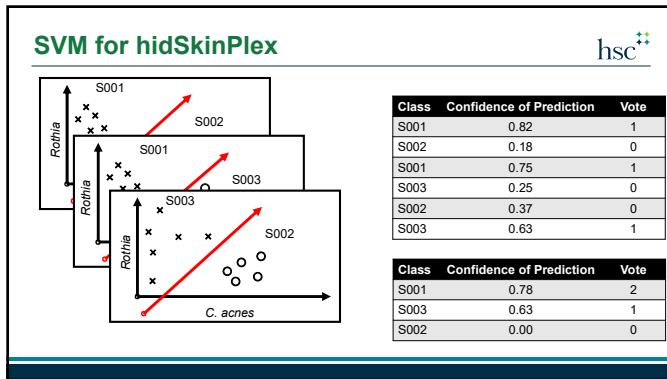 SVM for hidSkinPlex
hsc
S001
S002
Rothia
S001
S003
Rothia
S003
S002
Rothia
C. acnes
Class Confidence of Prediction Vote
S001 0.82 1
S002 0.18 0
S001 0.75 1
S003 0.25 0
S002 0.37 0
S003 0.63 1
Class Confidence of Prediction Vote
S001 0.78 2
S003 0.63 1
S002 0.00 0